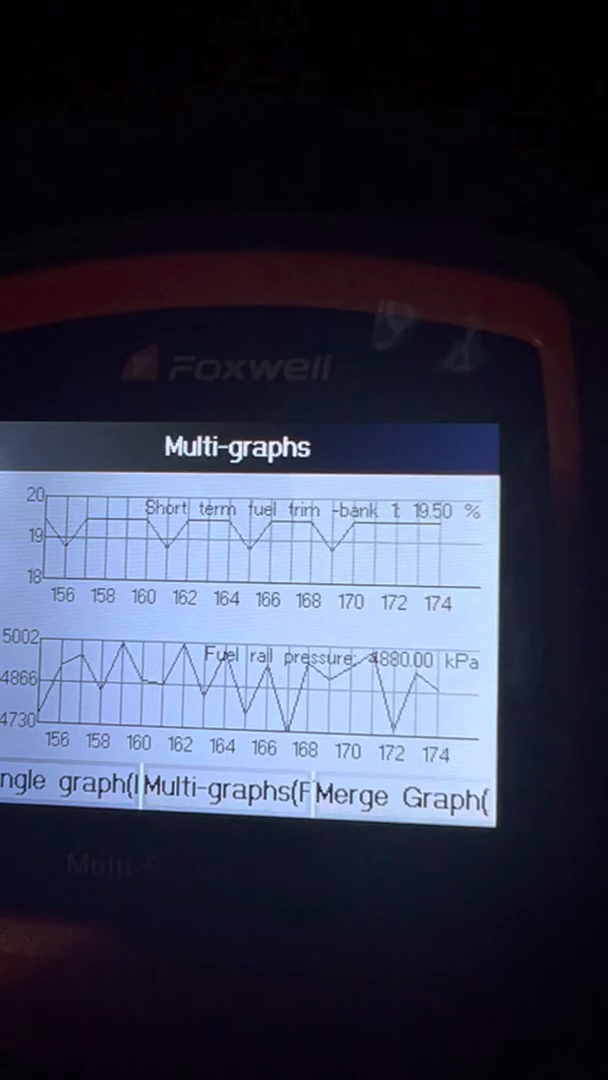 Foxwell
Multi-graphs
20
Short term fuel trim -bank 1: 19.50 %
19
18
156 158 160 162 164 166 168 170 172 174
5002
Fuel rail pressure: 4880.00 kPa
4866
4730
156 158 160 162 164 166 168 170 172 174
ngle graph( Multi-graphs(F Merge Graph(